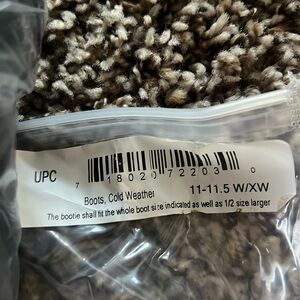 UPC
7 18020 72203 0
Boots, Cold Weather 11-11.5 W/XW
The bootie shall fit the whole boot size indicated as well as 1/2 size larger